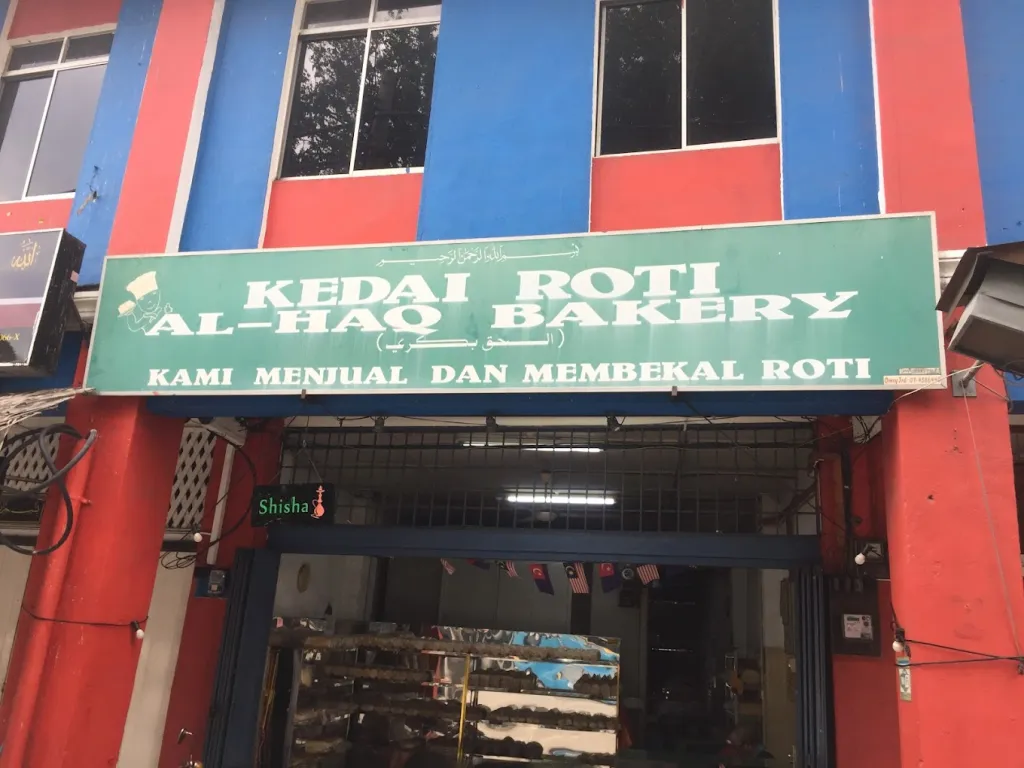 بسم الله الرحمن الرحيم
KEDAI ROTI
AL-HAQ BAKERY
(الحق بكري)
KAMI MENJUAL DAN MEMBEKAL ROTI
Shisha